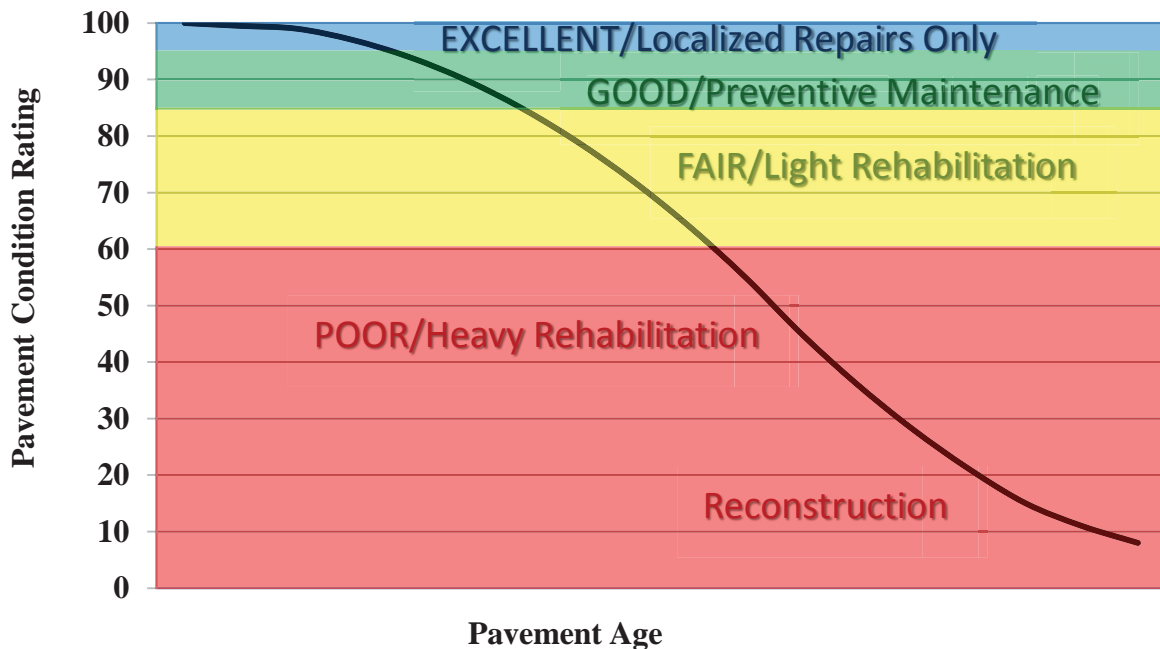 Pavement Condition Rating
100
90
80
70
60
50
40
30
20
10
0
EXCELLENT/Localized Repairs Only
GOOD/Preventive Maintenance
FAIR/Light Rehabilitation
POOR/Heavy Rehabilitation
Reconstruction
Pavement Age